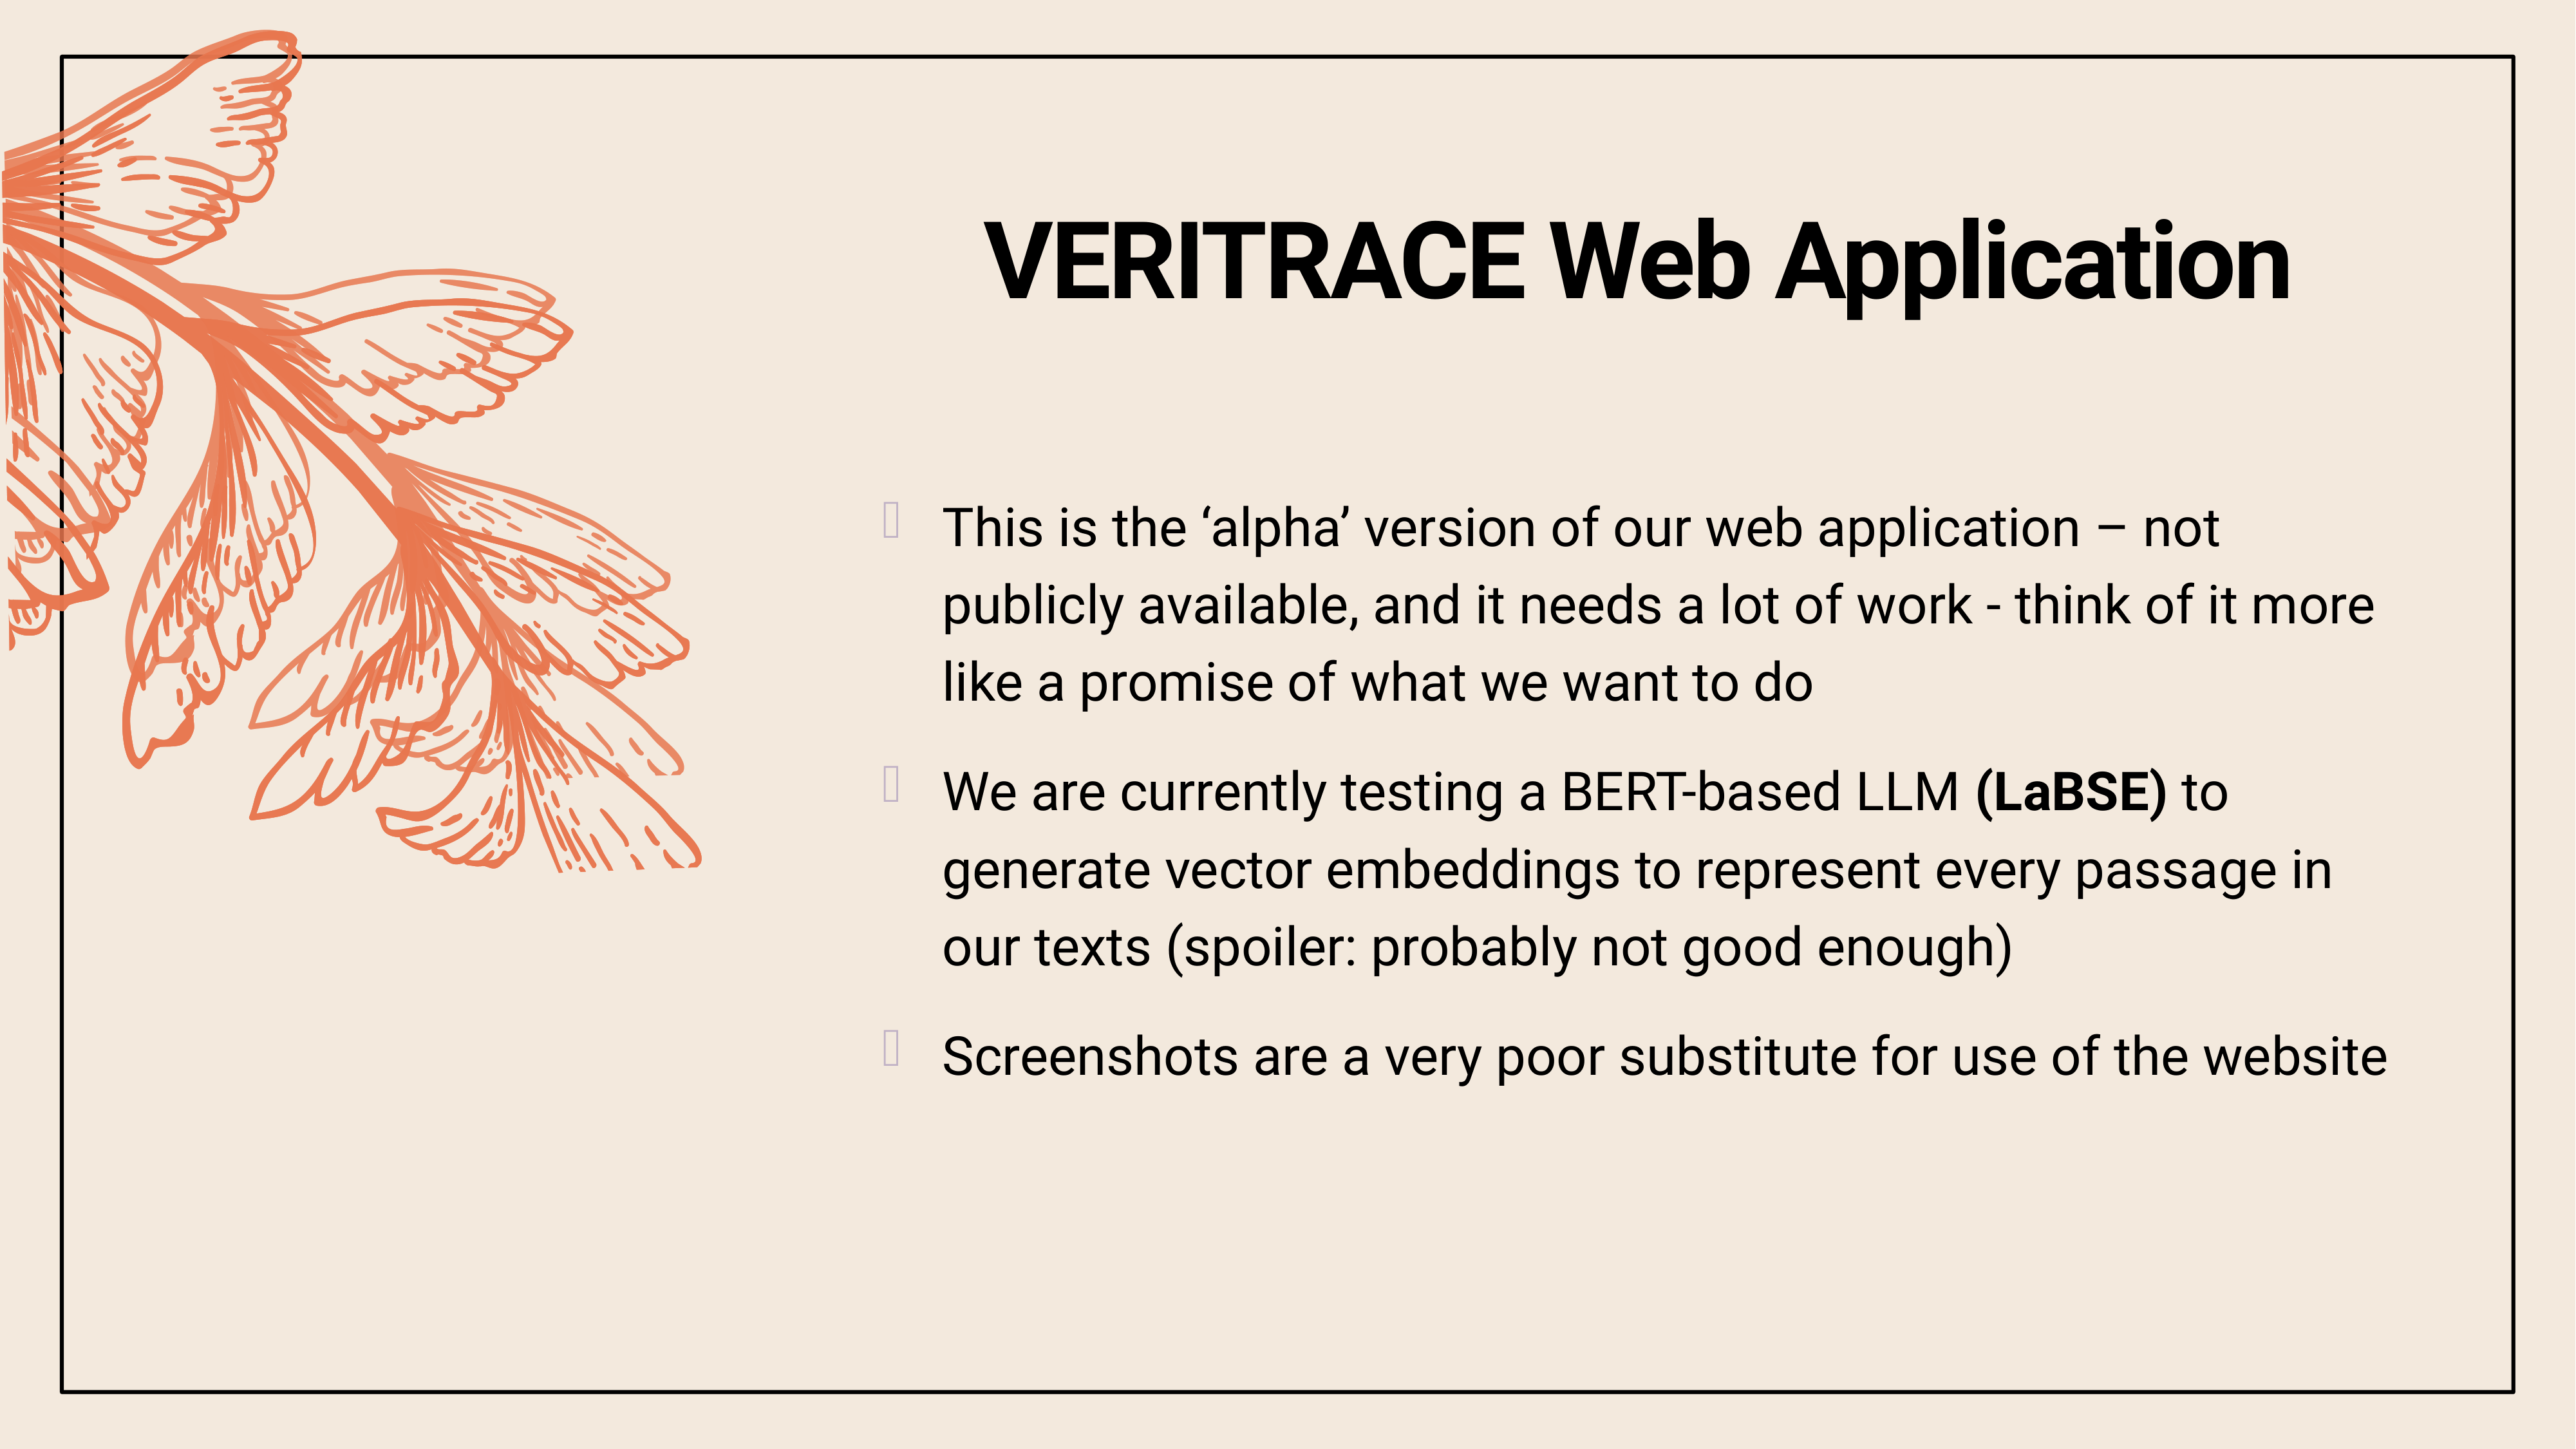 VERITRACE Web Application
This is the ‘alpha’ version of our web application – not
publicly available, and it needs a lot of work - think of it more
like a promise of what we want to do
We are currently testing a BERT-based LLM (LaBSE) to
generate vector embeddings to represent every passage in
our texts (spoiler: probably not good enough)
Screenshots are a very poor substitute for use of the website